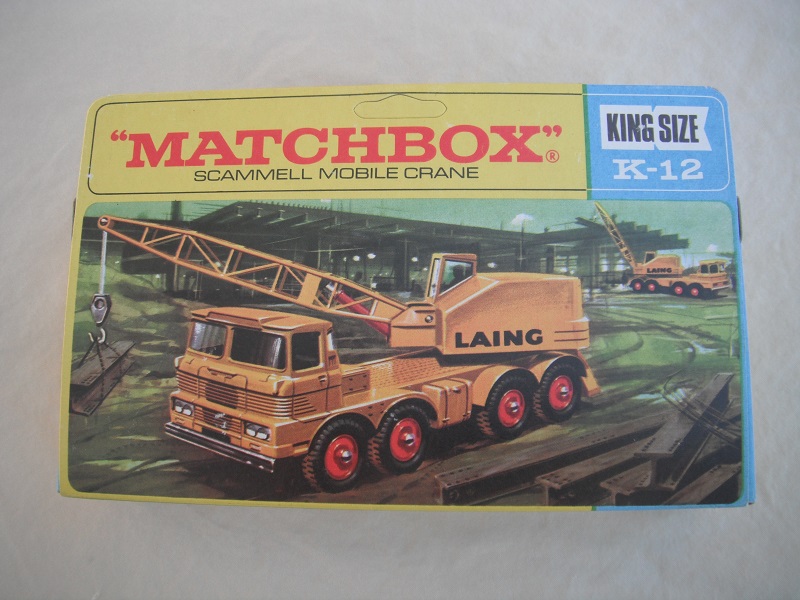 "MATCHBOX"®
SCAMMELL MOBILE CRANE
KING SIZE
K-12
LAING
LAING